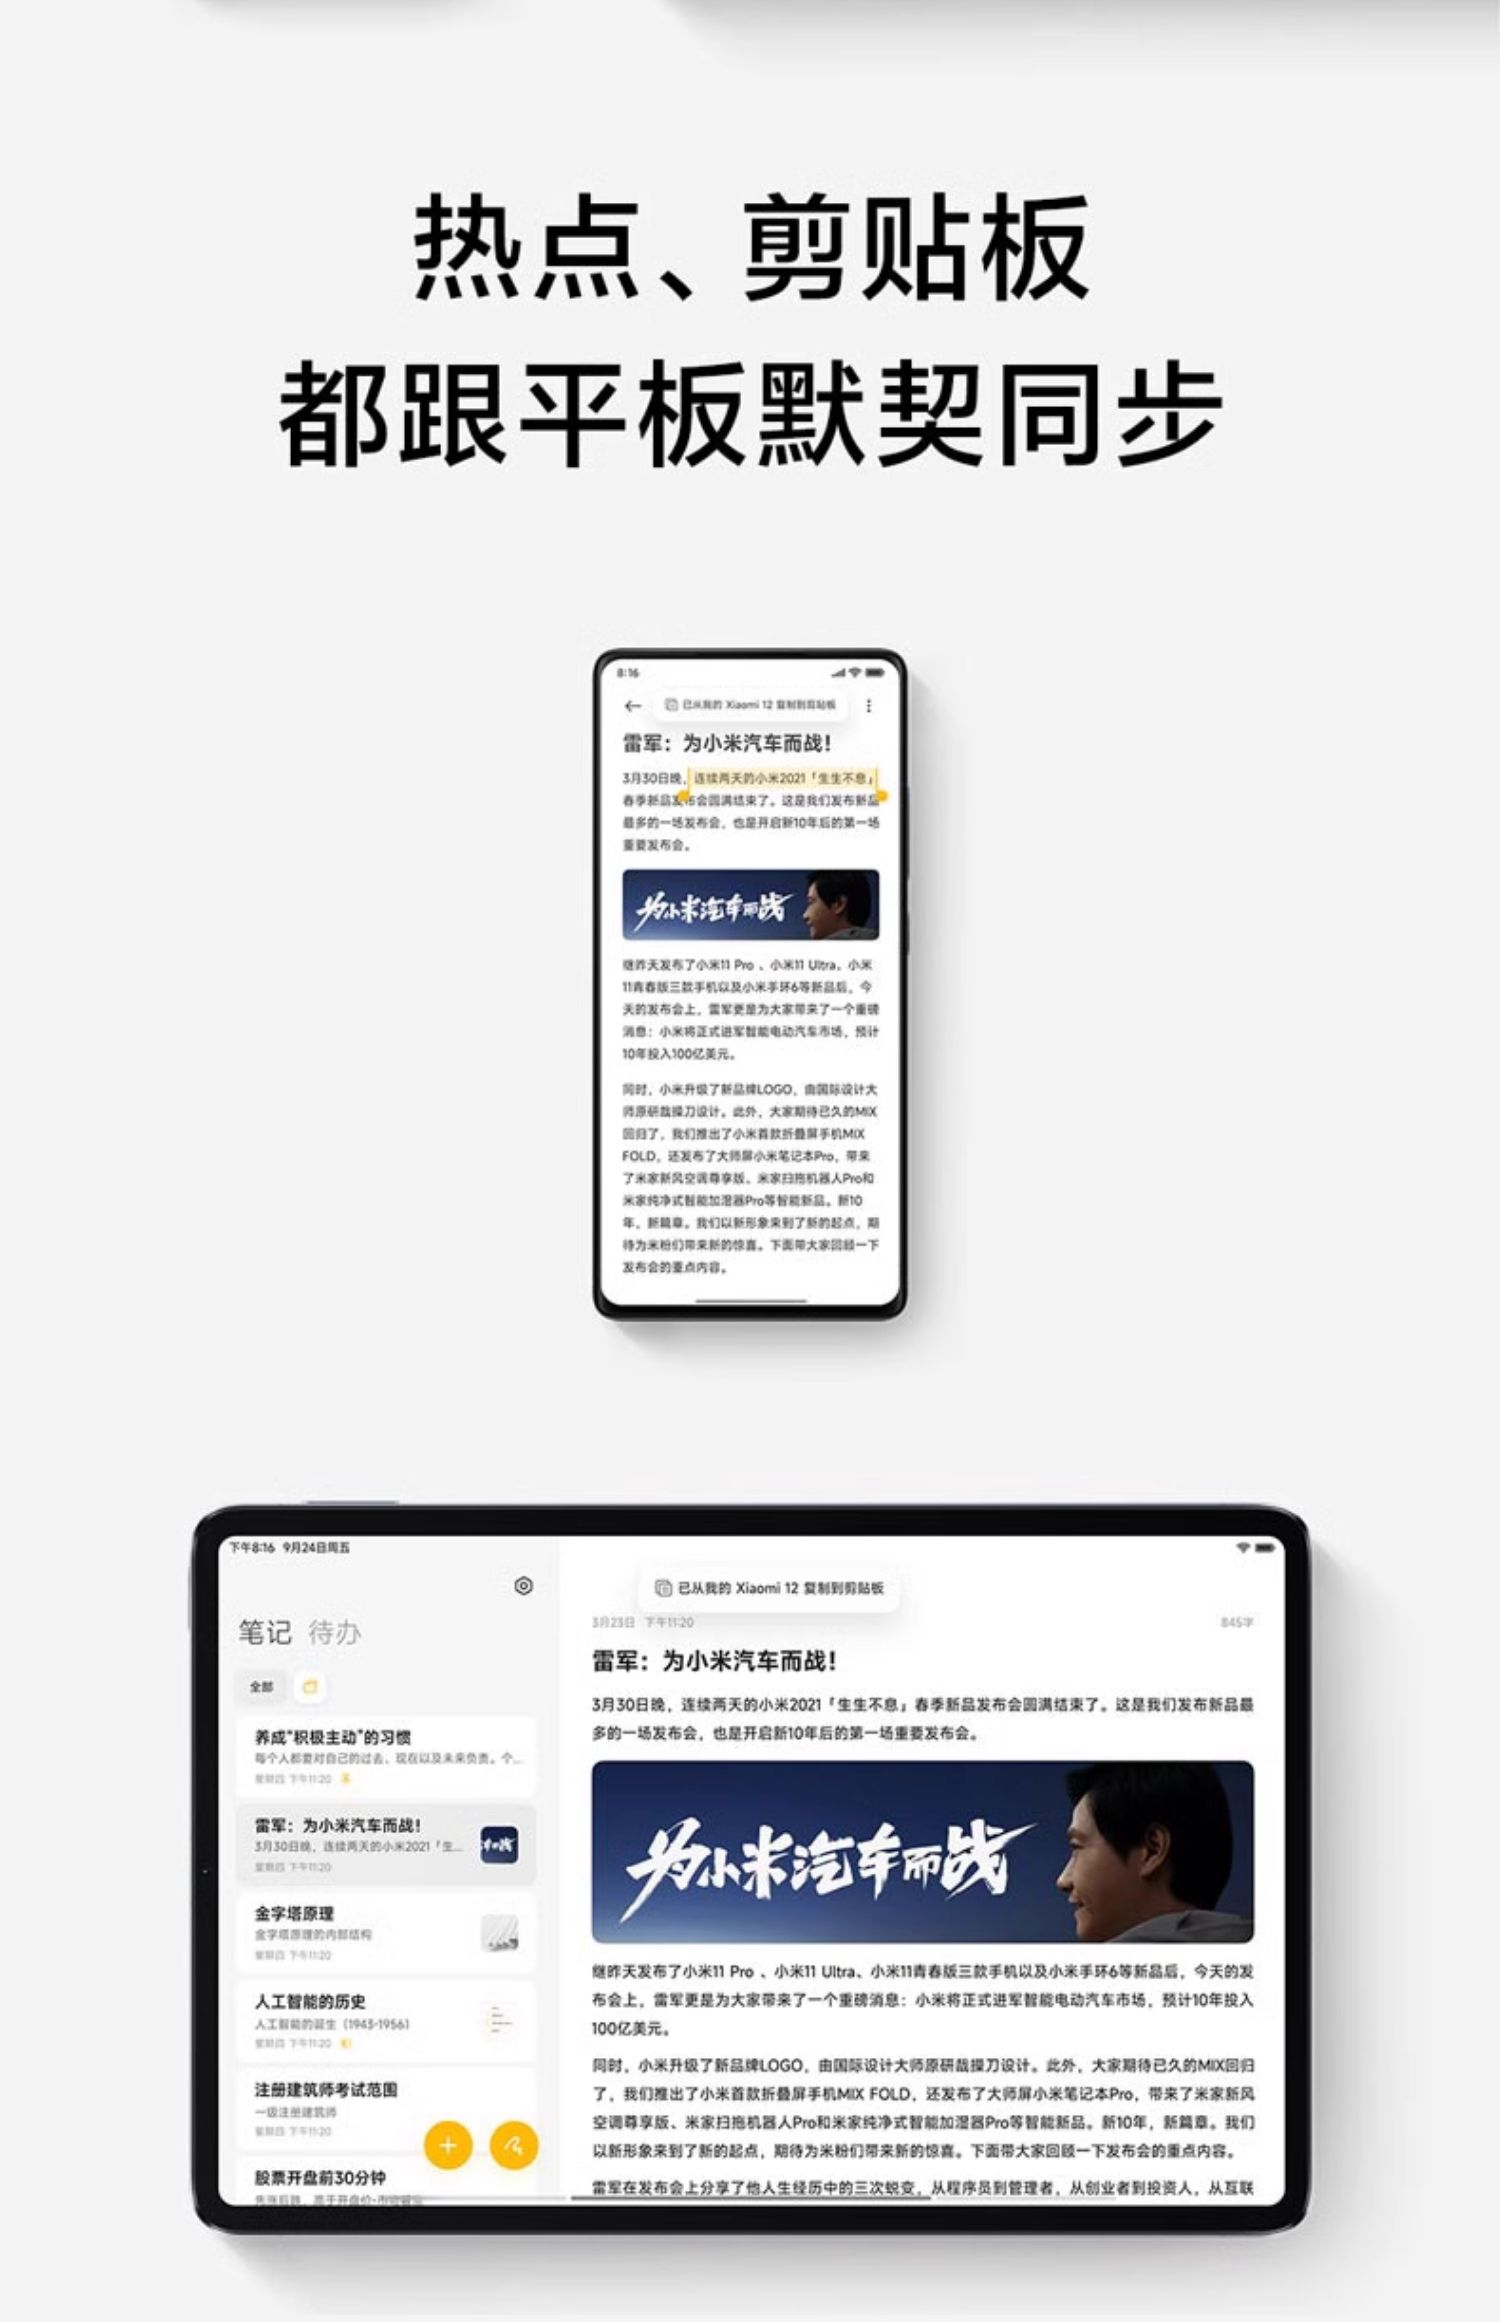 热点、剪贴板
都跟平板默契同步
8:16
已从我的 Xiaomi 12 复制到剪贴板
雷军：为小米汽车而战！
3月30日晚，连续两天的小米2021「生生不息」
春季新品发布会圆满结束了。这是我们发布新品
最多的一场发布会，也是开启新10年后的第一场
重要发布会。
为小米汽车而战
继昨天发布了小米11 Pro 、小米11 Ultra、小米
11青春版三款手机以及小米手环6等新品后，今
天的发布会上，雷军更是为大家带来了一个重磅
消息：小米将正式进军智能电动汽车市场，预计
10年投入100亿美元。
同时，小米升级了新品牌LOGO，由国际设计大
师原研哉操刀设计。此外，大家期待已久的MIX
回归了，我们推出了小米首款折叠屏手机MIX
FOLD，还发布了大师屏小米笔记本Pro，带来
了米家新风空调尊享版、米家扫拖机器人Pro和
米家纯净式智能加湿器Pro等智能新品。新10
年，新篇章。我们以新形象来到了新的起点，期
待为米粉们带来新的惊喜。下面带大家回顾一下
发布会的重点内容。
下午8:16 9月24日周五
笔记 待办
全部
养成“积极主动”的习惯
每个人都要对自己的过去、现在以及未来负责。个...
星期四 下午11:20
雷军：为小米汽车而战！
3月30日晚，连续两天的小米2021「生...
星期四 下午11:20
金字塔原理
金字塔原理的内部结构
星期四 下午11:20
人工智能的历史
人工智能的诞生（1943-1956）
星期四 下午11:20
注册建筑师考试范围
一级注册建筑师
星期四 下午11:20
股票开盘前30分钟
已从我的 Xiaomi 12 复制到剪贴板
3月23日 下午11:20
845字
雷军：为小米汽车而战！
3月30日晚，连续两天的小米2021「生生不息」春季新品发布会圆满结束了。这是我们发布新品最
多的一场发布会，也是开启新10年后的第一场重要发布会。
为小米汽车而战
继昨天发布了小米11 Pro 、小米11 Ultra、小米11青春版三款手机以及小米手环6等新品后，今天的发
布会上，雷军更是为大家带来了一个重磅消息：小米将正式进军智能电动汽车市场，预计10年投入
100亿美元。
同时，小米升级了新品牌LOGO，由国际设计大师原研哉操刀设计。此外，大家期待已久的MIX回归
了，我们推出了小米首款折叠屏手机MIX FOLD，还发布了大师屏小米笔记本Pro，带来了米家新风
空调尊享版、米家扫拖机器人Pro和米家纯净式智能加湿器Pro等智能新品。新10年，新篇章。我们
以新形象来到了新的起点，期待为米粉们带来新的惊喜。下面带大家回顾一下发布会的重点内容。
雷军在发布会上分享了他人生经历中的三次蜕变，从程序员到管理者，从创业者到投资人，从互联